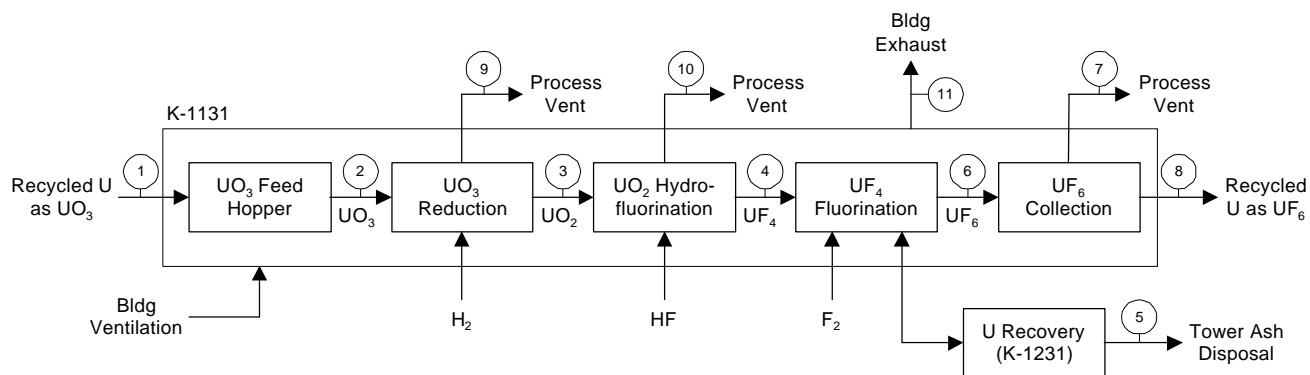 Bldg
Exhaust
9
Process
Vent
10
Process
Vent
11
7
Process
Vent
K-1131
Recycled U
as UO₃
1
UO₃ Feed
Hopper
2
UO₃
UO₃
Reduction
3
UO₂
UO₂ Hydro-
fluorination
4
UF₄
UF₄
Fluorination
6
UF₆
UF₆
Collection
8
Recycled
U as UF₆
Bldg
Ventilation
H₂
HF
F₂
U Recovery
(K-1231)
5
Tower Ash
Disposal